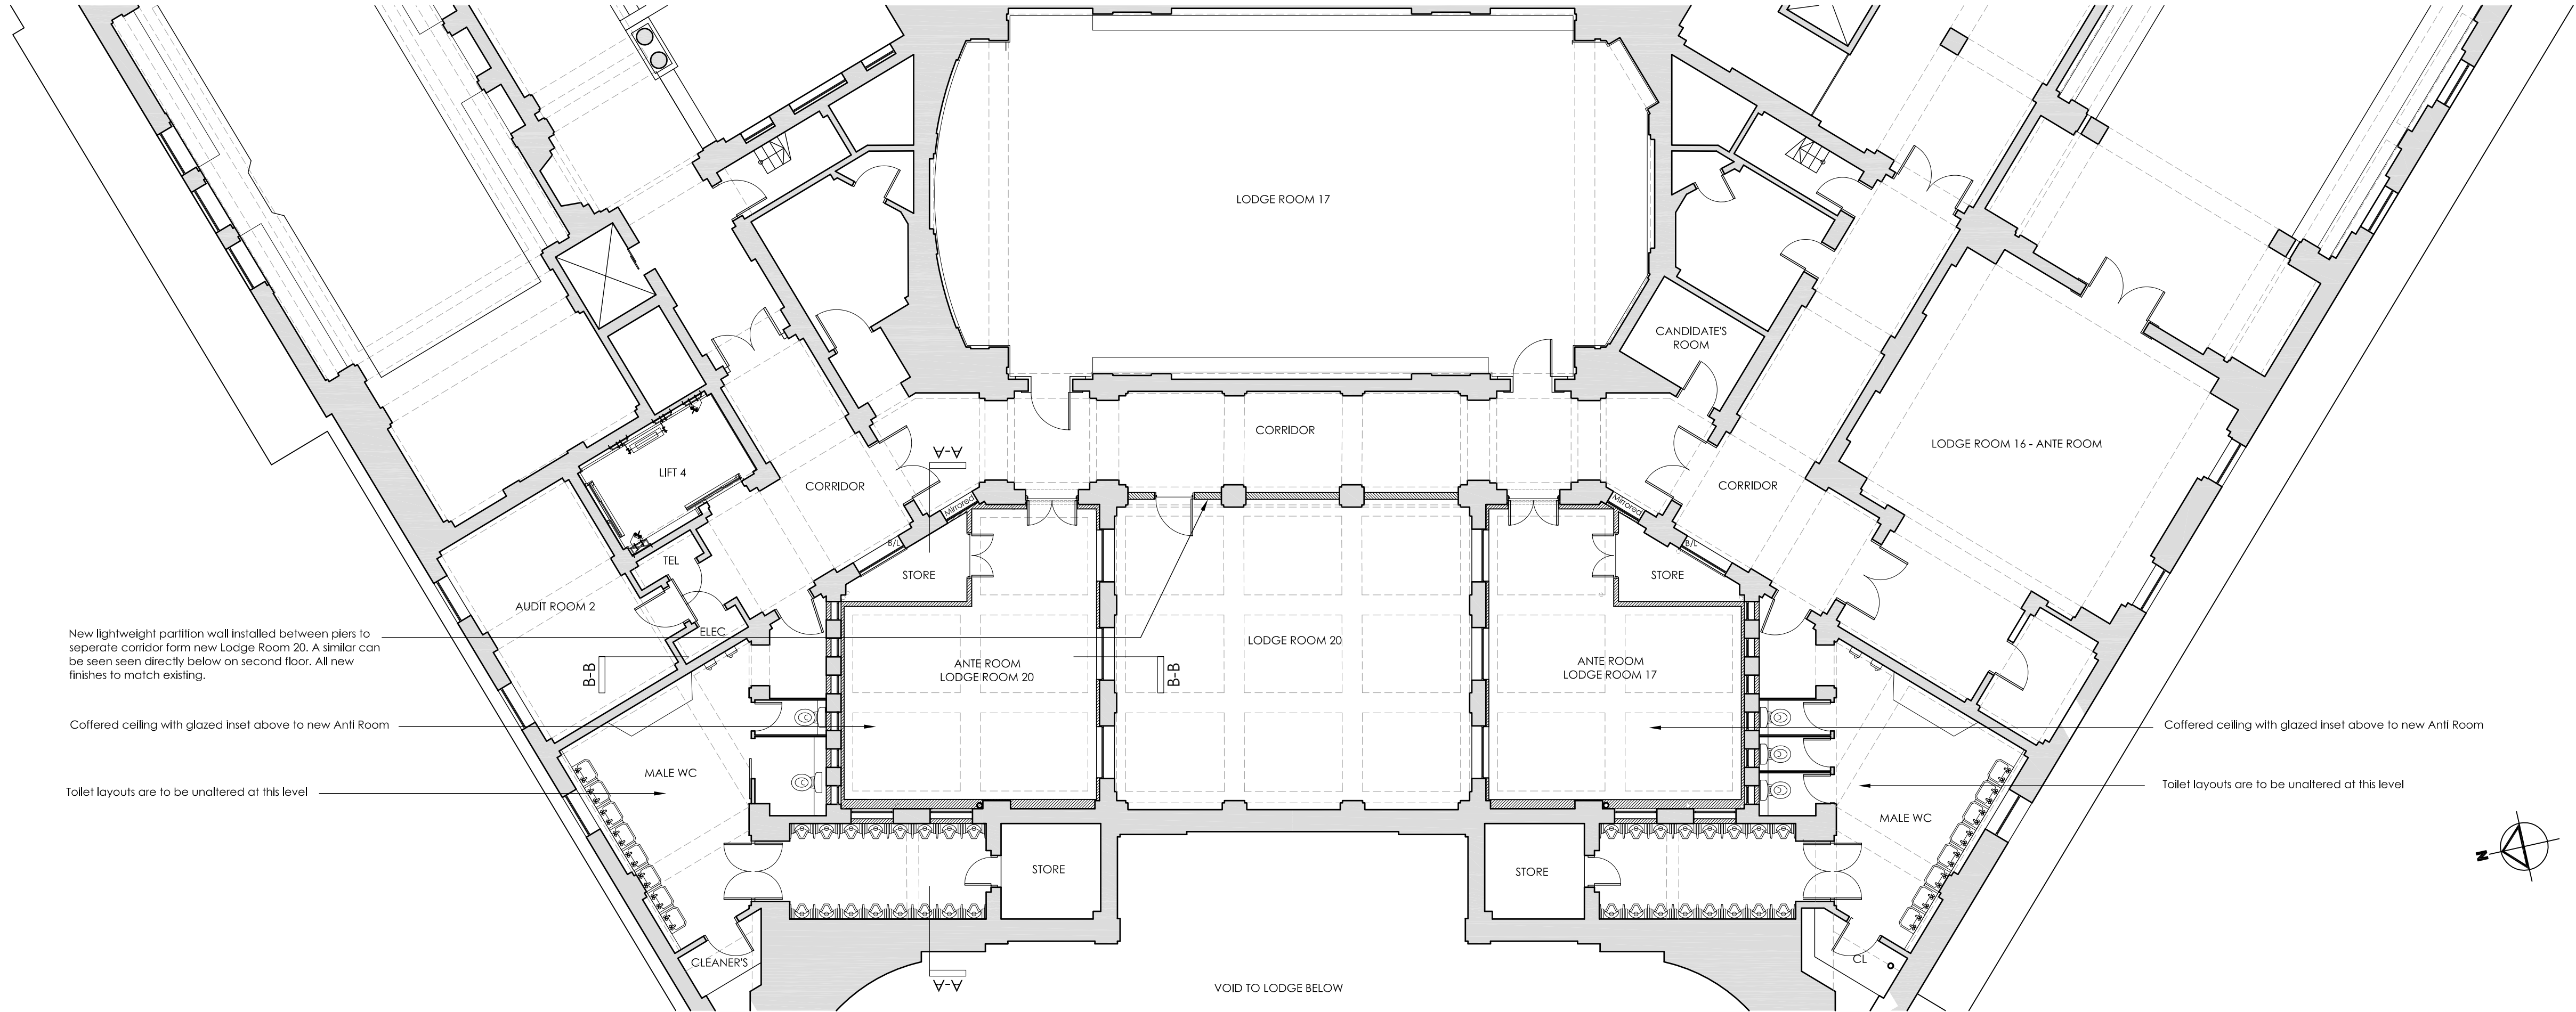 LODGE ROOM 17
CANDIDATE'S
ROOM
CORRIDOR
LODGE ROOM 16 - ANTE ROOM
A-A
LIFT 4
CORRIDOR
CORRIDOR
Mirrored
Mirrored
B/L
B/L
TEL
STORE
STORE
AUDIT ROOM 2
ELEC
New lightweight partition wall installed between piers to
seperate corridor form new Lodge Room 20. A similar can
be seen seen directly below on second floor. All new
finishes to match existing.
LODGE ROOM 20
B-B
ANTE ROOM
LODGE ROOM 20
B-B
ANTE ROOM
LODGE ROOM 17
Coffered ceiling with glazed inset above to new Anti Room
Coffered ceiling with glazed inset above to new Anti Room
MALE WC
Toilet layouts are to be unaltered at this level
Toilet layouts are to be unaltered at this level
MALE WC
N
STORE
STORE
CLEANER'S
CL
A-A
VOID TO LODGE BELOW